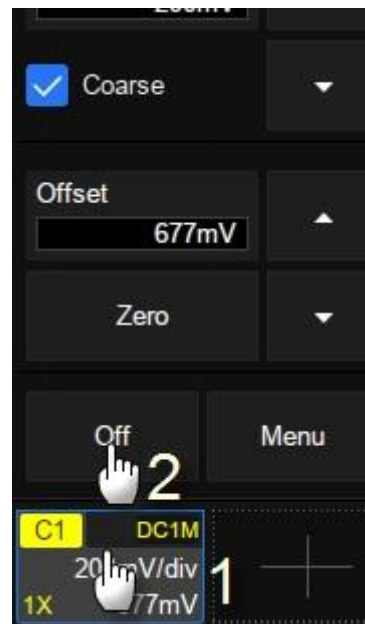 Coarse
Offset
677mV
Zero
Off
Menu
2
C1 DC1M
1
1X